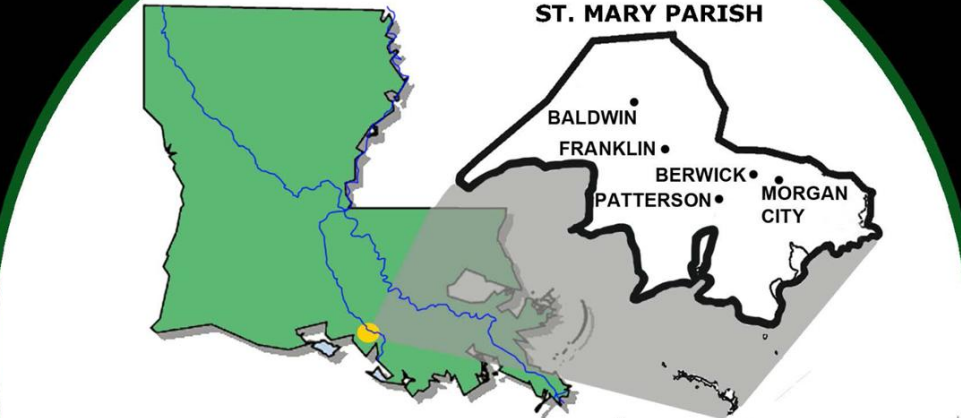 ST. MARY PARISH
BALDWIN
FRANKLIN
BERWICK
PATTERSON
MORGAN
CITY